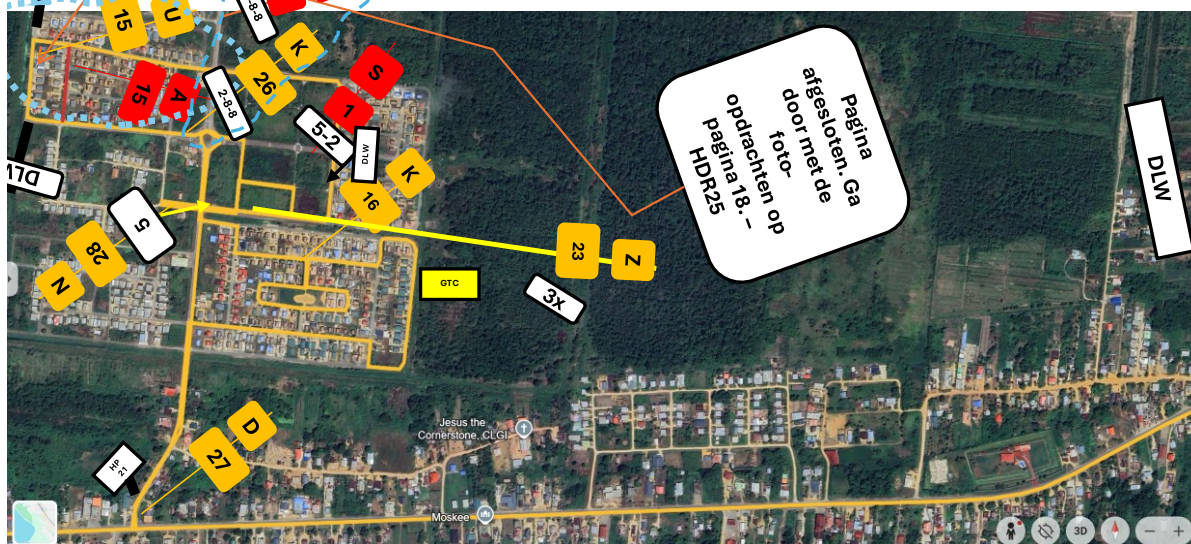 15
U
8-8
K
26
S
15
A
1
2-8-8
5-2
DLW
K
16
DLW
5
28
N
23
Z
GTC
3x
Pagina
afgesloten. Ga
door met de
foto-
opdrachten op
pagina 18. –
HDR25
DLW
D
27
HP
21
Jesus the
Cornerstone, CLGI
Moskee
3D